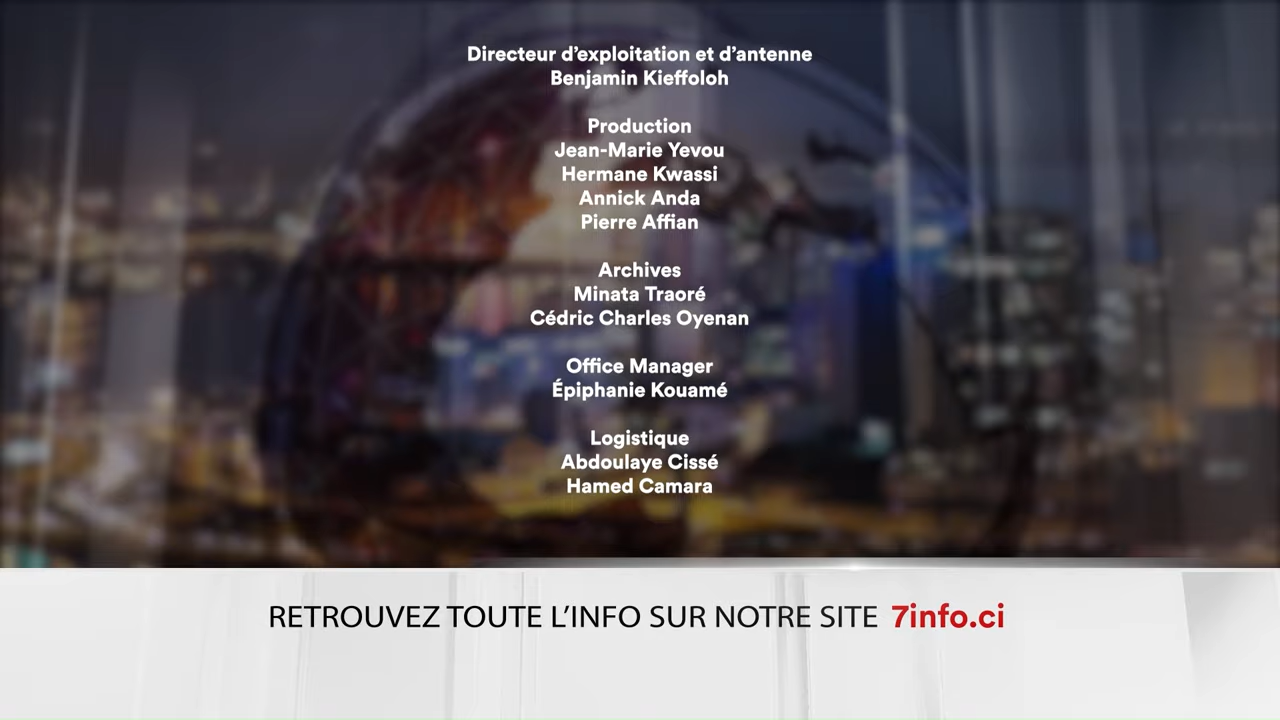 Directeur d’exploitation et d’antenne
Benjamin Kieffoloh
Production
Jean-Marie Yevou
Hermane Kwassi
Annick Anda
Pierre Affian
Archives
Minata Traoré
Cédric Charles Oyenan
Office Manager
Épiphanie Kouamé
Logistique
Abdoulaye Cissé
Hamed Camara
RETROUVEZ TOUTE L’INFO SUR NOTRE SITE 7info.ci